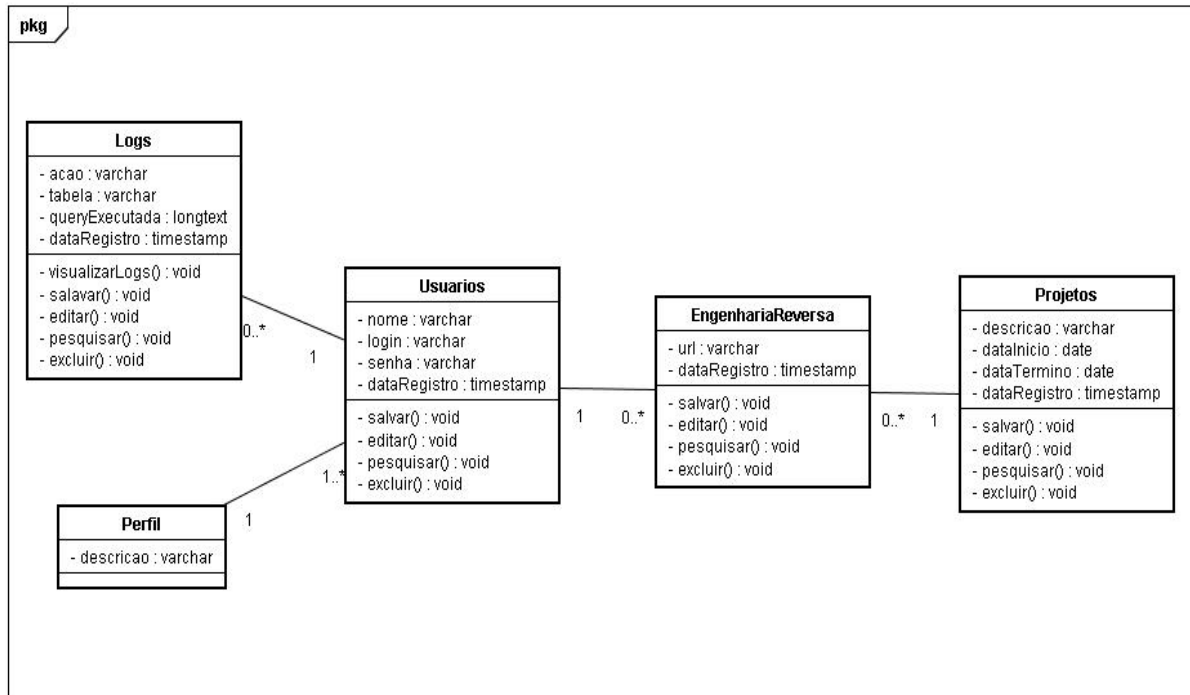 pkg
Logs
- acao : varchar
- tabela : varchar
- queryExecutada : longtext
- dataRegistro : timestamp
- visualizarLogs() : void
- salavar() : void
- editar() : void
- pesquisar() : void
- excluir() : void
0..*
1
Usuarios
- nome : varchar
- login : varchar
- senha : varchar
- dataRegistro : timestamp
- salvar() : void
- editar() : void
- pesquisar() : void
- excluir() : void
1..*
1
Perfil
- descricao : varchar
1
0..*
EngenhariaReversa
- url : varchar
- dataRegistro : timestamp
- salvar() : void
- editar() : void
- pesquisar() : void
- excluir() : void
0..*
1
Projetos
- descricao : varchar
- dataInicio : date
- dataTermino : date
- dataRegistro : timestamp
- salvar() : void
- editar() : void
- pesquisar() : void
- excluir() : void